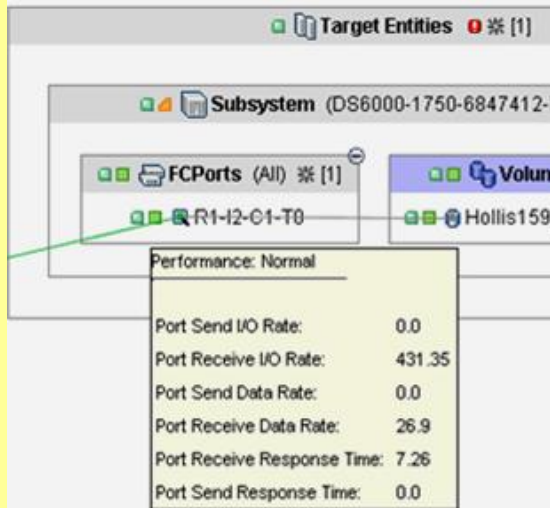 Target Entities [1]
Subsystem (DS6000-1750-6847412-
FCPorts (All) [1]
Volum
R1-I2-C1-T0
Hollis159
Performance: Normal
Port Send I/O Rate: 0.0
Port Receive I/O Rate: 431.35
Port Send Data Rate: 0.0
Port Receive Data Rate: 26.9
Port Receive Response Time: 7.26
Port Send Response Time: 0.0